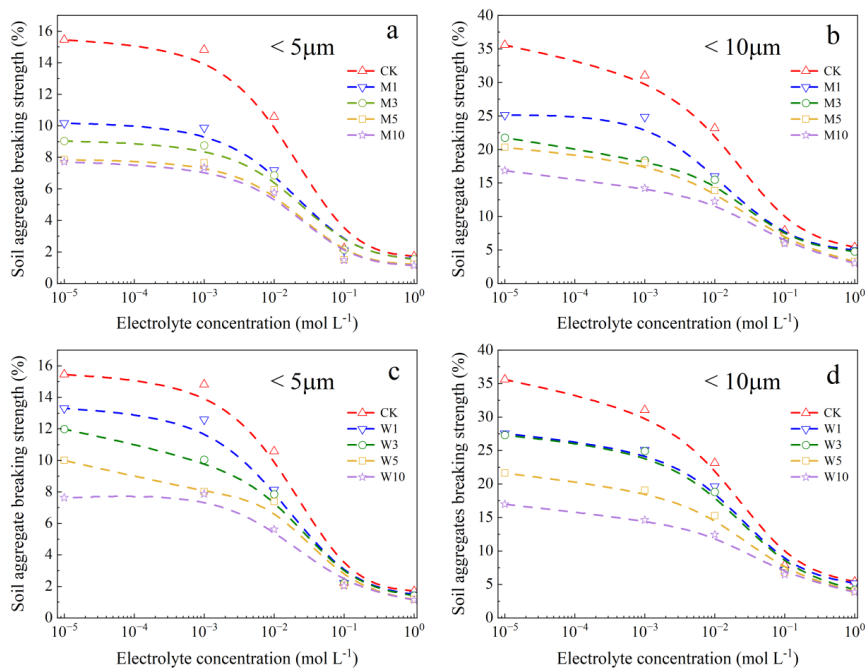 a
< 5μm
Soil aggregate breaking strength (%)
16
14
12
10
8
6
4
2
0
CK
M1
M3
M5
M10
10⁻⁵ 10⁻⁴ 10⁻³ 10⁻² 10⁻¹ 10⁰
Electrolyte concentration (mol L⁻¹)
b
< 10μm
Soil aggregate breaking strength (%)
40
35
30
25
20
15
10
5
0
CK
M1
M3
M5
M10
10⁻⁵ 10⁻⁴ 10⁻³ 10⁻² 10⁻¹ 10⁰
Electrolyte concentration (mol L⁻¹)
c
< 5μm
Soil aggregate breaking strength (%)
16
14
12
10
8
6
4
2
0
CK
W1
W3
W5
W10
10⁻⁵ 10⁻⁴ 10⁻³ 10⁻² 10⁻¹ 10⁰
Electrolyte concentration (mol L⁻¹)
d
< 10μm
Soil aggregates breaking strength (%)
40
35
30
25
20
15
10
5
0
CK
W1
W3
W5
W10
10⁻⁵ 10⁻⁴ 10⁻³ 10⁻² 10⁻¹ 10⁰
Electrolyte concentration (mol L⁻¹)